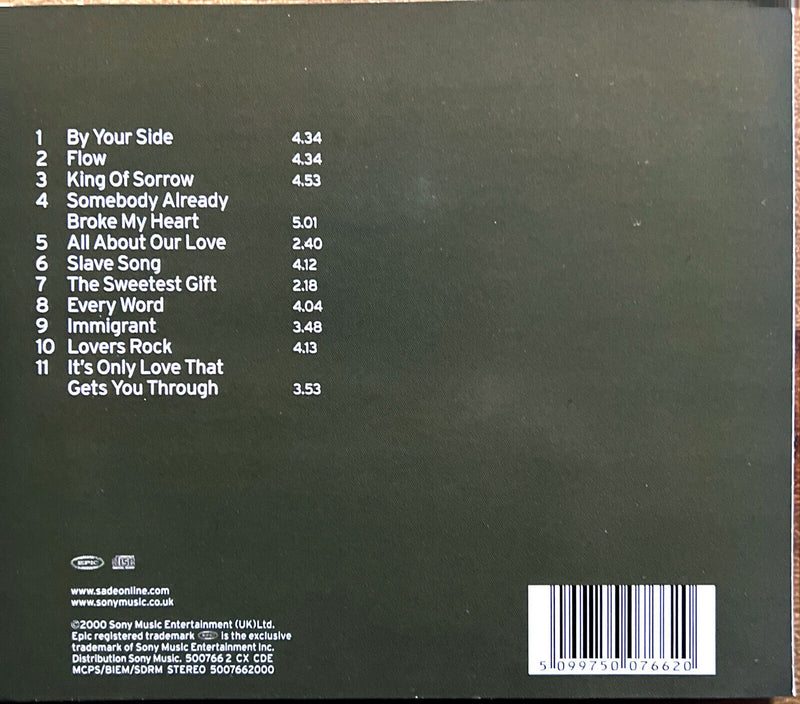 1 By Your Side 4.34
2 Flow 4.34
3 King Of Sorrow 4.53
4 Somebody Already
Broke My Heart 5.01
5 All About Our Love 2.40
6 Slave Song 4.12
7 The Sweetest Gift 2.18
8 Every Word 4.04
9 Immigrant 3.48
10 Lovers Rock 4.13
11 It's Only Love That
Gets You Through 3.53
EPIC
www.sadeonline.com
www.sonymusic.co.uk
©2000 Sony Music Entertainment (UK)Ltd.
Epic registered trademark EPIC is the exclusive
trademark of Sony Music Entertainment Inc.
Distribution Sony Music. 500766 2 CX CDE
MCPS/BIEM/SDRM STEREO 5007662000
5 099750 076620